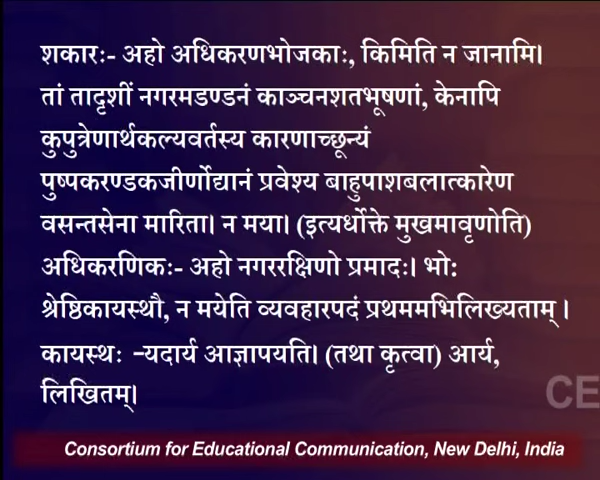 शकारः- अहो अधिकरणभोजकाः, किमिति न जानामि।
तां तादृशीं नगरमडण्डनं काञ्चनशतभूषणां, केनापि
कुपुत्रेणार्थकल्यवर्तस्य कारणाच्छून्यं
पुष्पकरण्डकजीर्णोद्यानं प्रवेश्य बाहुपाशबलात्कारेण
वसन्तसेना मारिता। न मया। (इत्यर्धोक्ते मुखमावृणोति)
अधिकरणिकः- अहो नगररक्षिणो प्रमादः। भोः
श्रेष्ठिकायस्थौ, न मयेति व्यवहारपदं प्रथममभिलिख्यताम् ।
कायस्थः -यदार्य आज्ञापयति। (तथा कृत्वा) आर्य,
लिखितम्।
CE
Consortium for Educational Communication, New Delhi, India